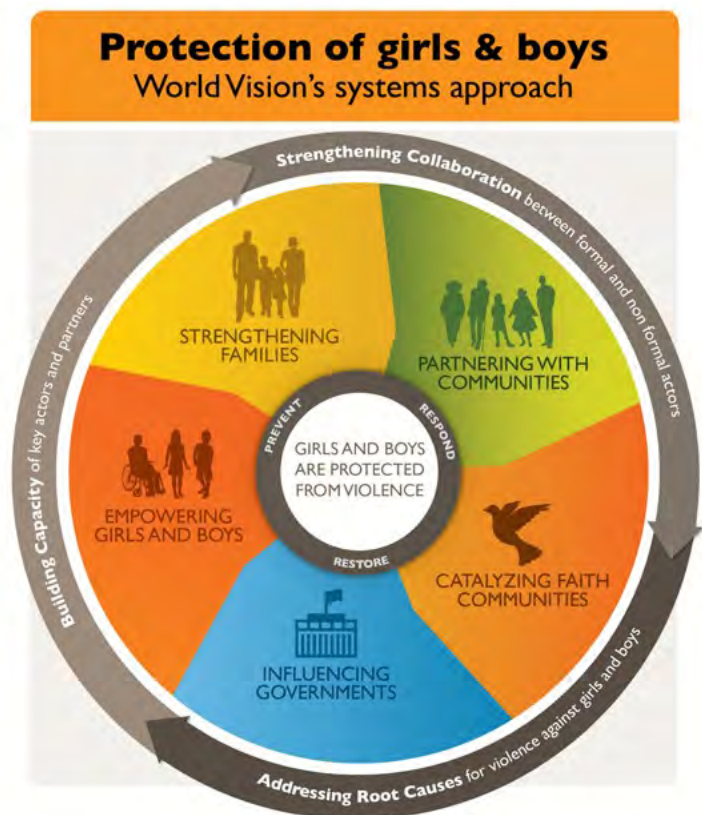 Protection of girls & boys
World Vision's systems approach
Strengthening Collaboration between formal and non formal actors
Building Capacity of key actors and partners
STRENGTHENING
FAMILIES
PARTNERING WITH
COMMUNITIES
PREVENT
RESPOND
GIRLS AND BOYS
ARE PROTECTED
FROM VIOLENCE
EMPOWERING
GIRLS AND BOYS
RESTORE
CATALYZING FAITH
COMMUNITIES
INFLUENCING
GOVERNMENTS
Addressing Root Causes for violence against girls and boys